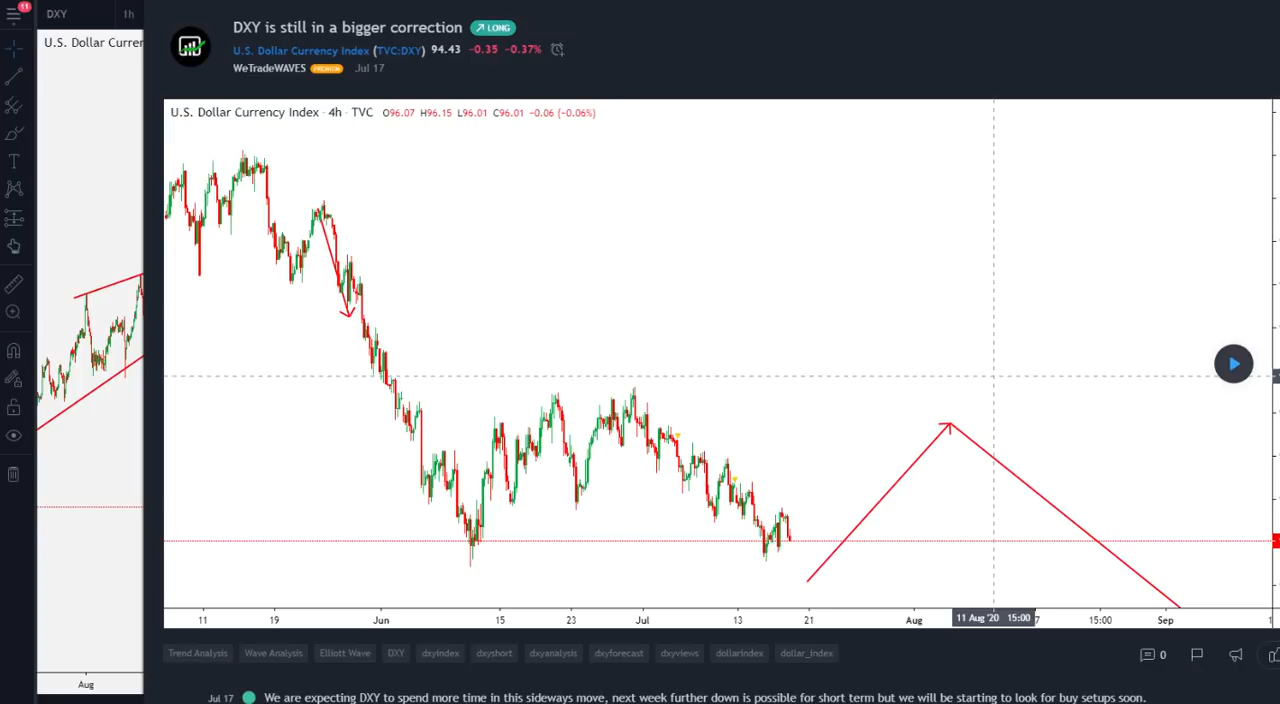 11
DXY
1h
U.S. Dollar Curren
Aug
DXY is still in a bigger correction
LONG
U.S. Dollar Currency Index (TVC:DXY) 94.43 -0.35 -0.37%
WeTradeWAVES PREMIUM Jul 17
U.S. Dollar Currency Index · 4h · TVC O96.07 H96.15 L96.01 C96.01 -0.06 (-0.06%)
11 19 Jun 15 23 Jul 13 21 Aug 11 Aug '20 15:00 7 15:00 Sep 1
Trend Analysis Wave Analysis Elliott Wave DXY dxyindex dxyshort dxyanalysis dxyforecast dxyviews dollarindex dollar_index
0
Jul 17 We are expecting DXY to spend more time in this sideways move, next week further down is possible for short term but we will be starting to look for buy setups soon.